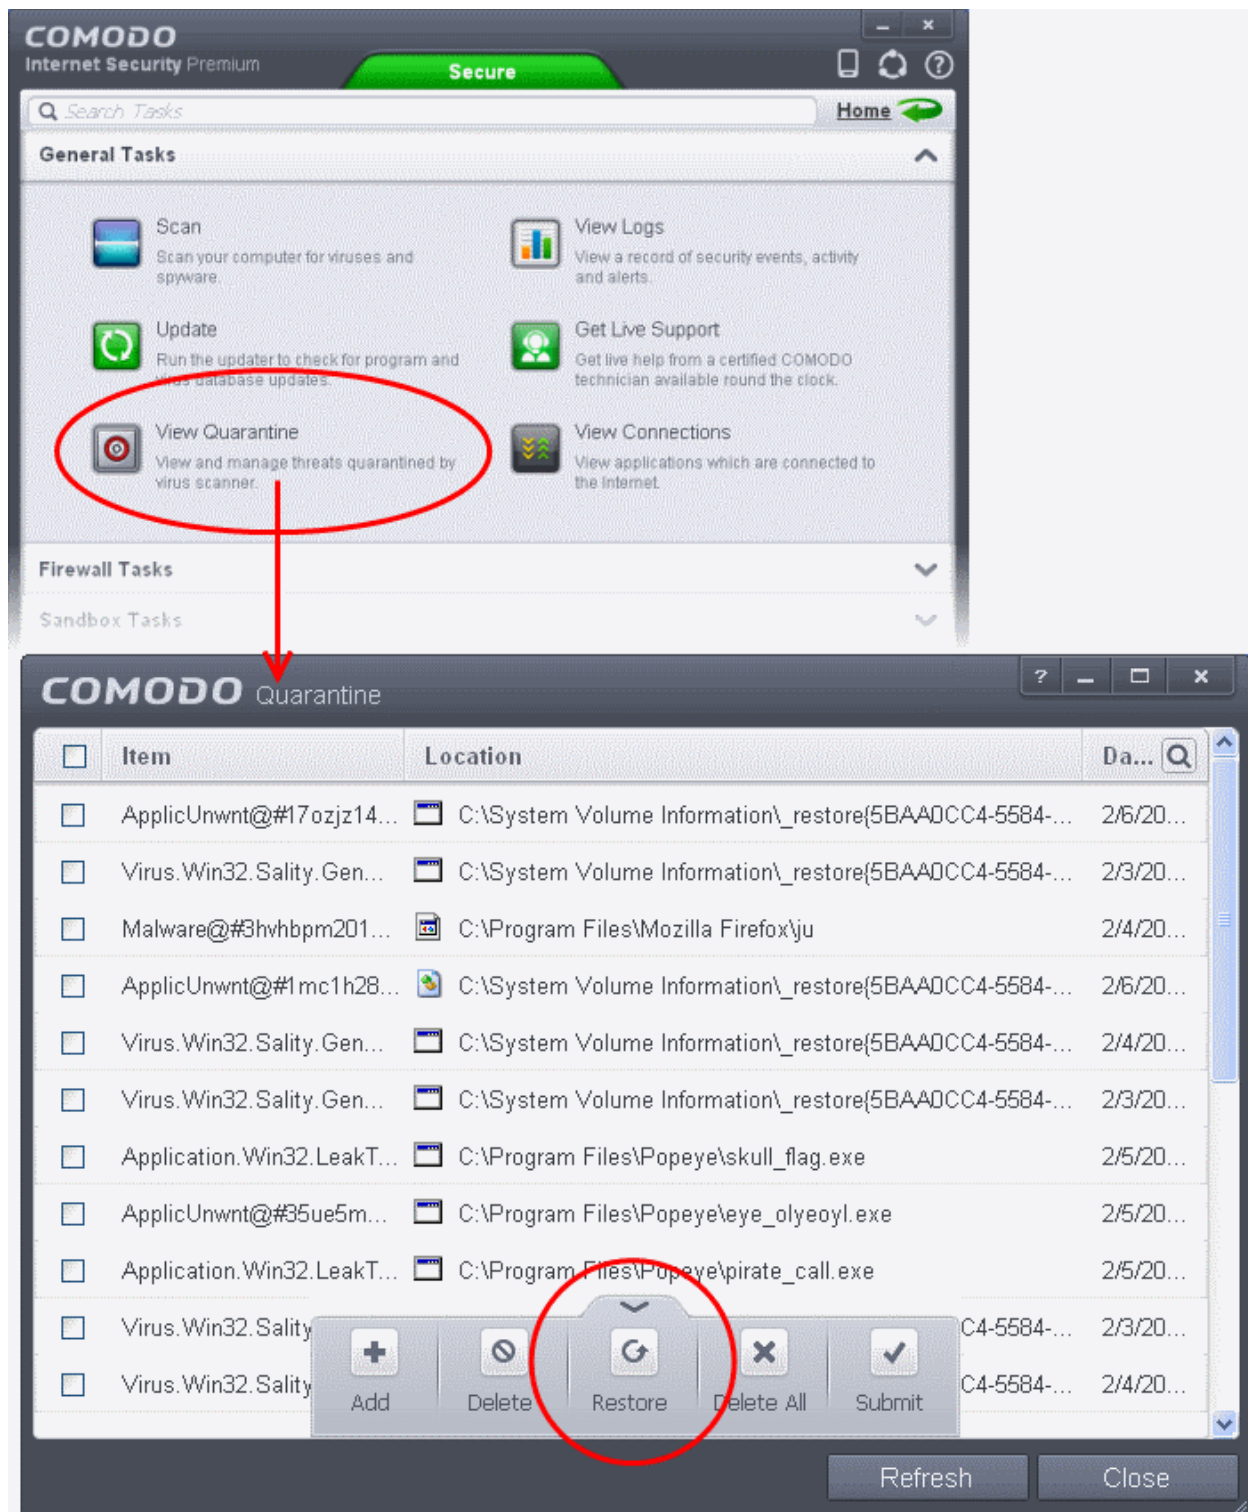 COMODO
Internet Security Premium
Secure
Search Tasks
Home
General Tasks
Scan
Scan your computer for viruses and
spyware.
View Logs
View a record of security events, activity
and alerts.
Update
Run the updater to check for program and
virus database updates.
Get Live Support
Get live help from a certified COMODO
technician available round the clock.
View Quarantine
View and manage threats quarantined by
virus scanner.
View Connections
View applications which are connected to
the Internet.
Firewall Tasks
Sandbox Tasks
COMODO Quarantine
Item Location Da...
ApplicUnwnt@#17ozjz14... C:\System Volume Information\_restore{5BAA0CC4-5584-... 2/6/20...
Virus.Win32.Sality.Gen... C:\System Volume Information\_restore{5BAA0CC4-5584-... 2/3/20...
Malware@#3hvhbpm201... C:\Program Files\Mozilla Firefox\ju 2/4/20...
ApplicUnwnt@#1mc1h28... C:\System Volume Information\_restore{5BAA0CC4-5584-... 2/6/20...
Virus.Win32.Sality.Gen... C:\System Volume Information\_restore{5BAA0CC4-5584-... 2/4/20...
Virus.Win32.Sality.Gen... C:\System Volume Information\_restore{5BAA0CC4-5584-... 2/3/20...
Application.Win32.LeakT... C:\Program Files\Popeye\skull_flag.exe 2/5/20...
ApplicUnwnt@#35ue5m... C:\Program Files\Popeye\eye_olyeoyl.exe 2/5/20...
Application.Win32.LeakT... C:\Program Files\Popeye\pirate_call.exe 2/5/20...
Virus.Win32.Sality C4-5584-... 2/3/20...
Virus.Win32.Sality C4-5584-... 2/4/20...
Add Delete Restore Delete All Submit
Refresh Close